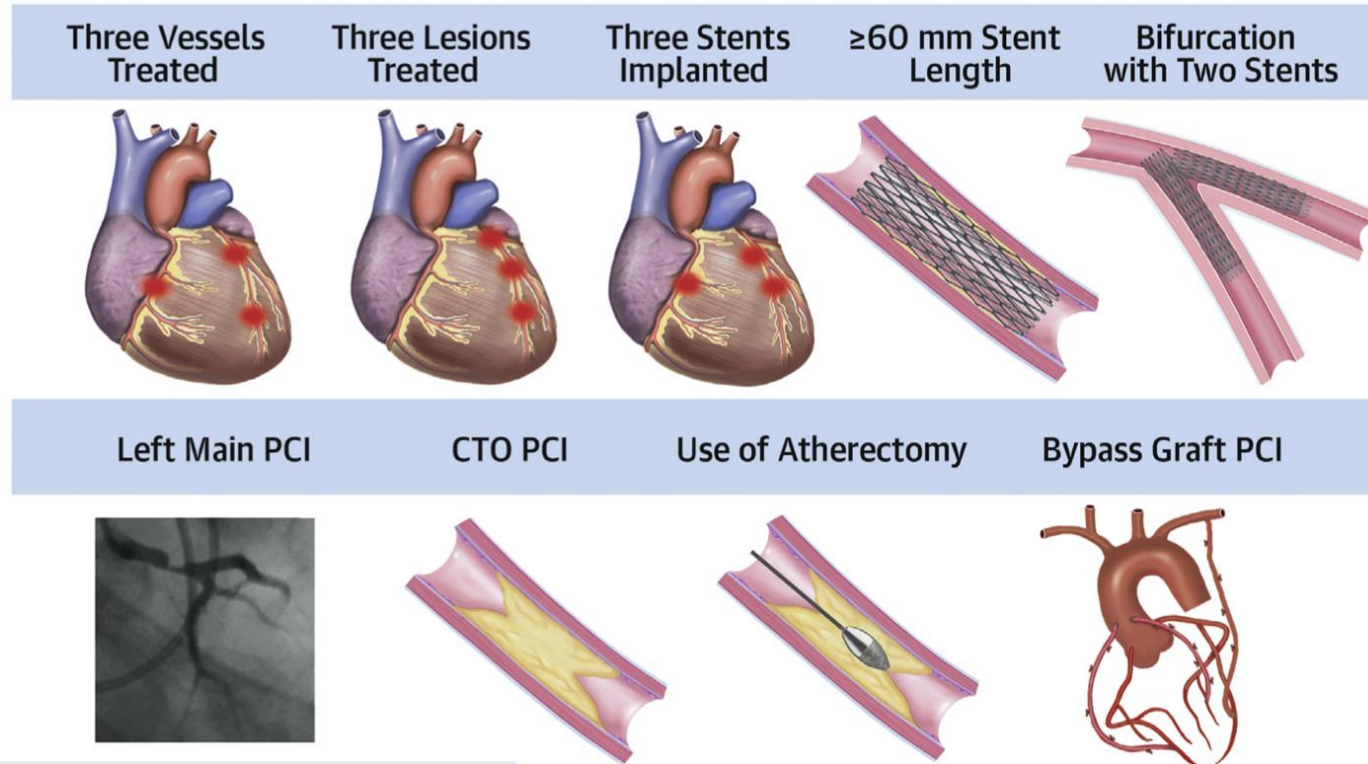 Three Vessels
Treated
Three Lesions
Treated
Three Stents
Implanted
≥60 mm Stent
Length
Bifurcation
with Two Stents
Left Main PCI
CTO PCI
Use of Atherectomy
Bypass Graft PCI